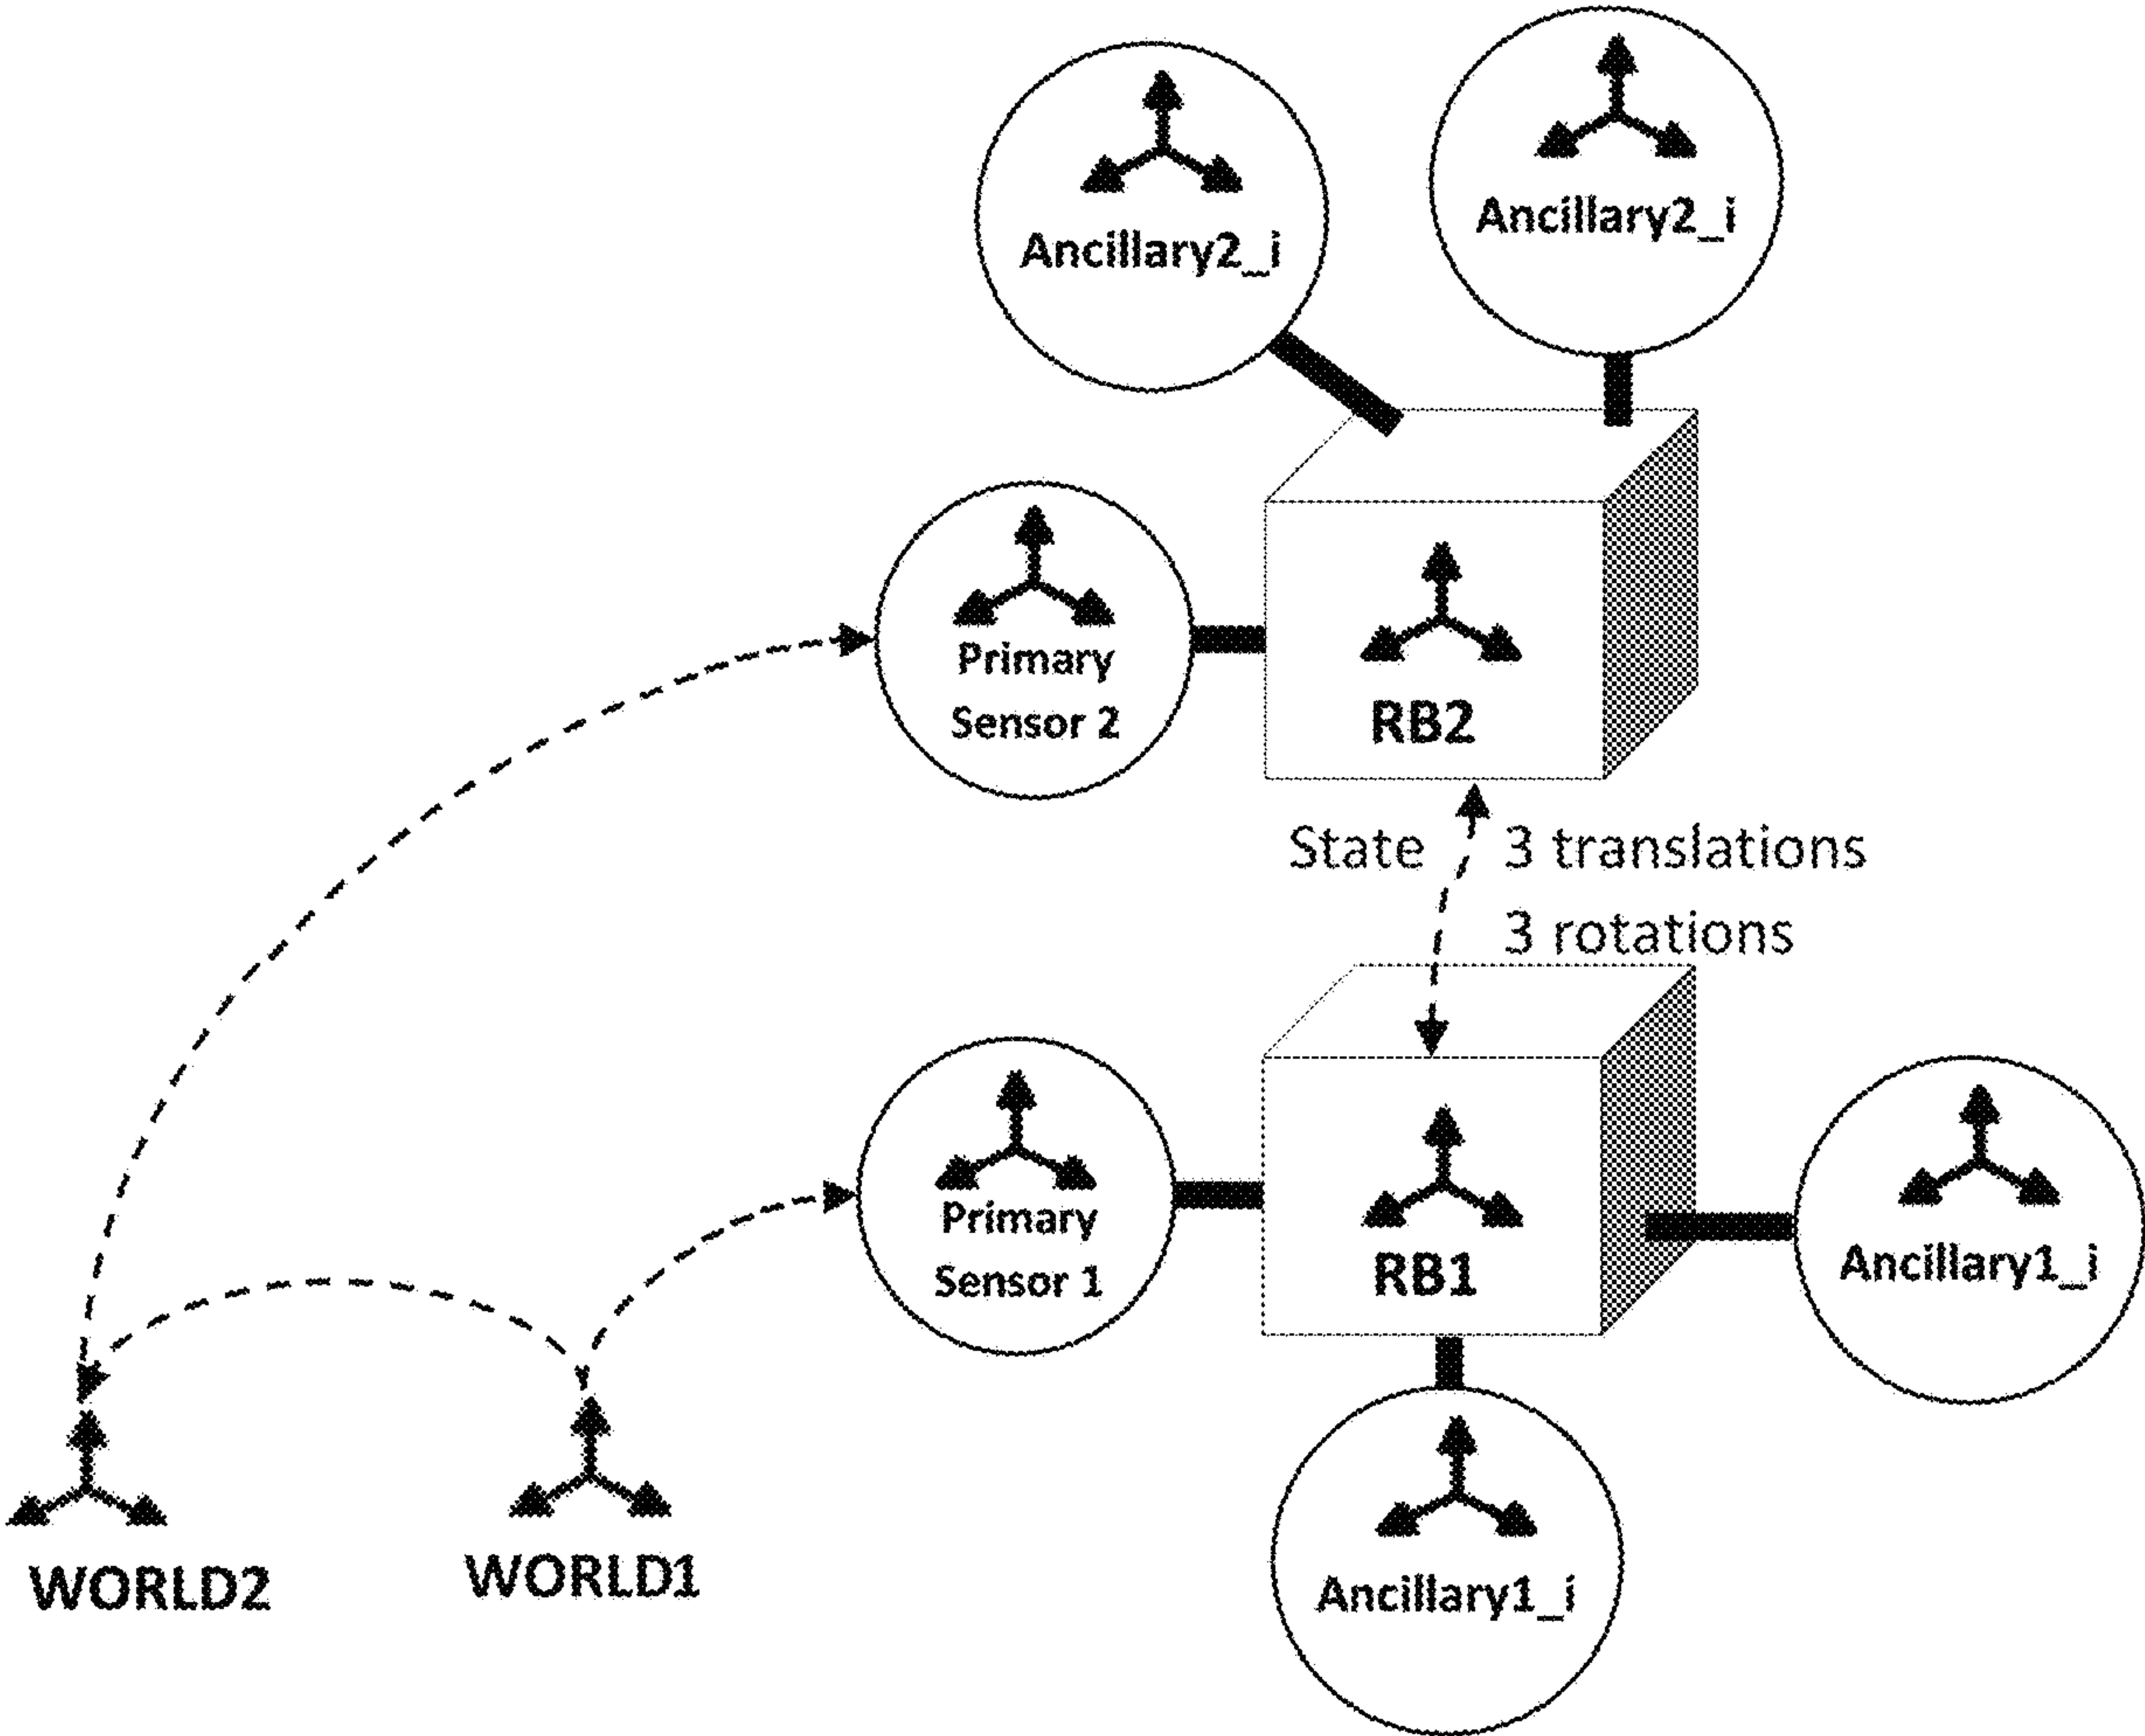 Ancillary2_i
Ancillary2_i
Primary
Sensor 2
RB2
State
3 translations
3 rotations
Primary
Sensor 1
RB1
Ancillary1_i
Ancillary1_i
WORLD2
WORLD1